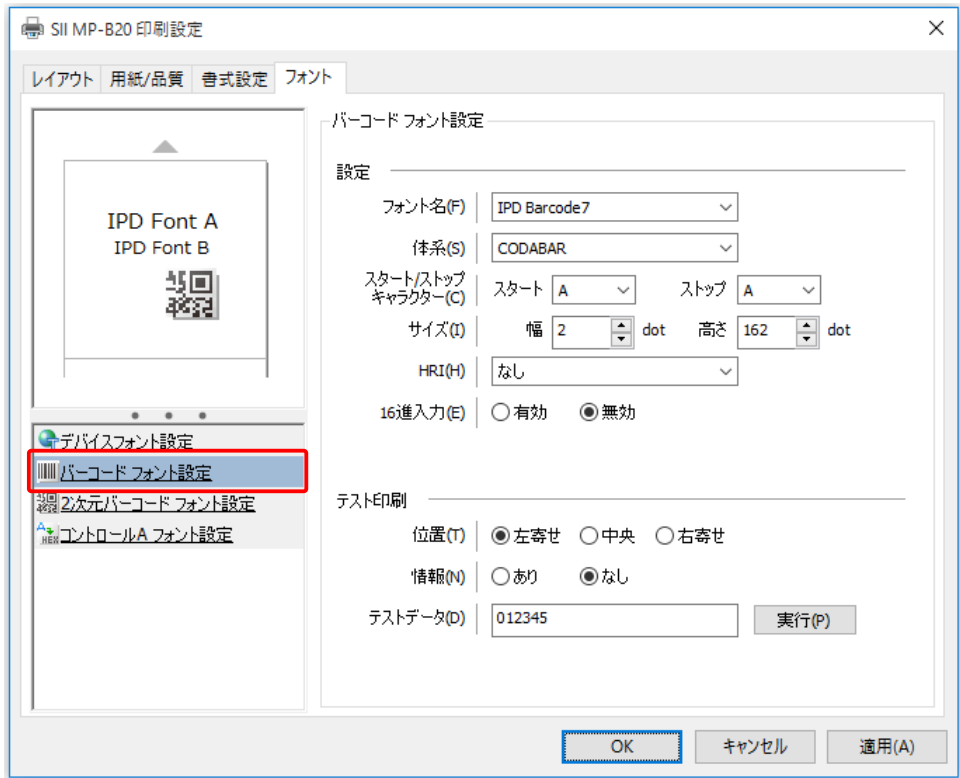 SII MP-B20 印刷設定
レイアウト 用紙/品質 書式設定 フォント
IPD Font A
IPD Font B
デバイスフォント設定
バーコード フォント設定
2次元バーコード フォント設定
コントロールA フォント設定
バーコード フォント設定
設定
フォント名(F) IPD Barcode7
体系(S) CODABAR
スタート/ストップ
キャラクター(C) スタート A ストップ A
サイズ(I) 幅 2 dot 高さ 162 dot
HRI(H) なし
16進入力(E) 有効 無効
テスト印刷
位置(T) 左寄せ 中央 右寄せ
情報(N) あり なし
テストデータ(D) 012345 実行(P)
OK キャンセル 適用(A)